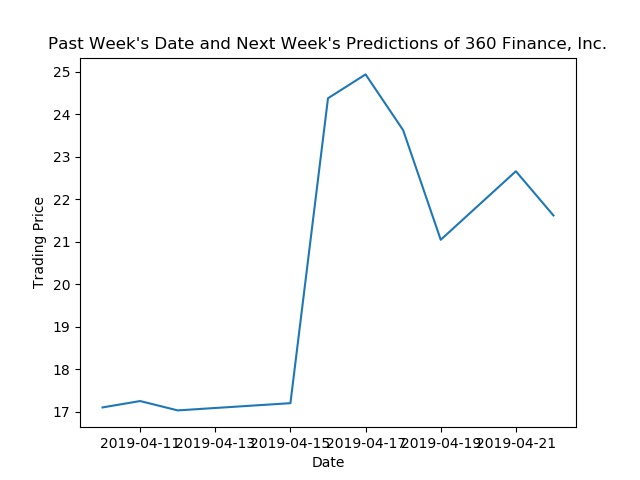 Past Week's Date and Next Week's Predictions of 360 Finance, Inc.
25
24
23
22
21
20
19
18
17
Trading Price
2019-04-11 2019-04-13 2019-04-15 2019-04-17 2019-04-19 2019-04-21
Date